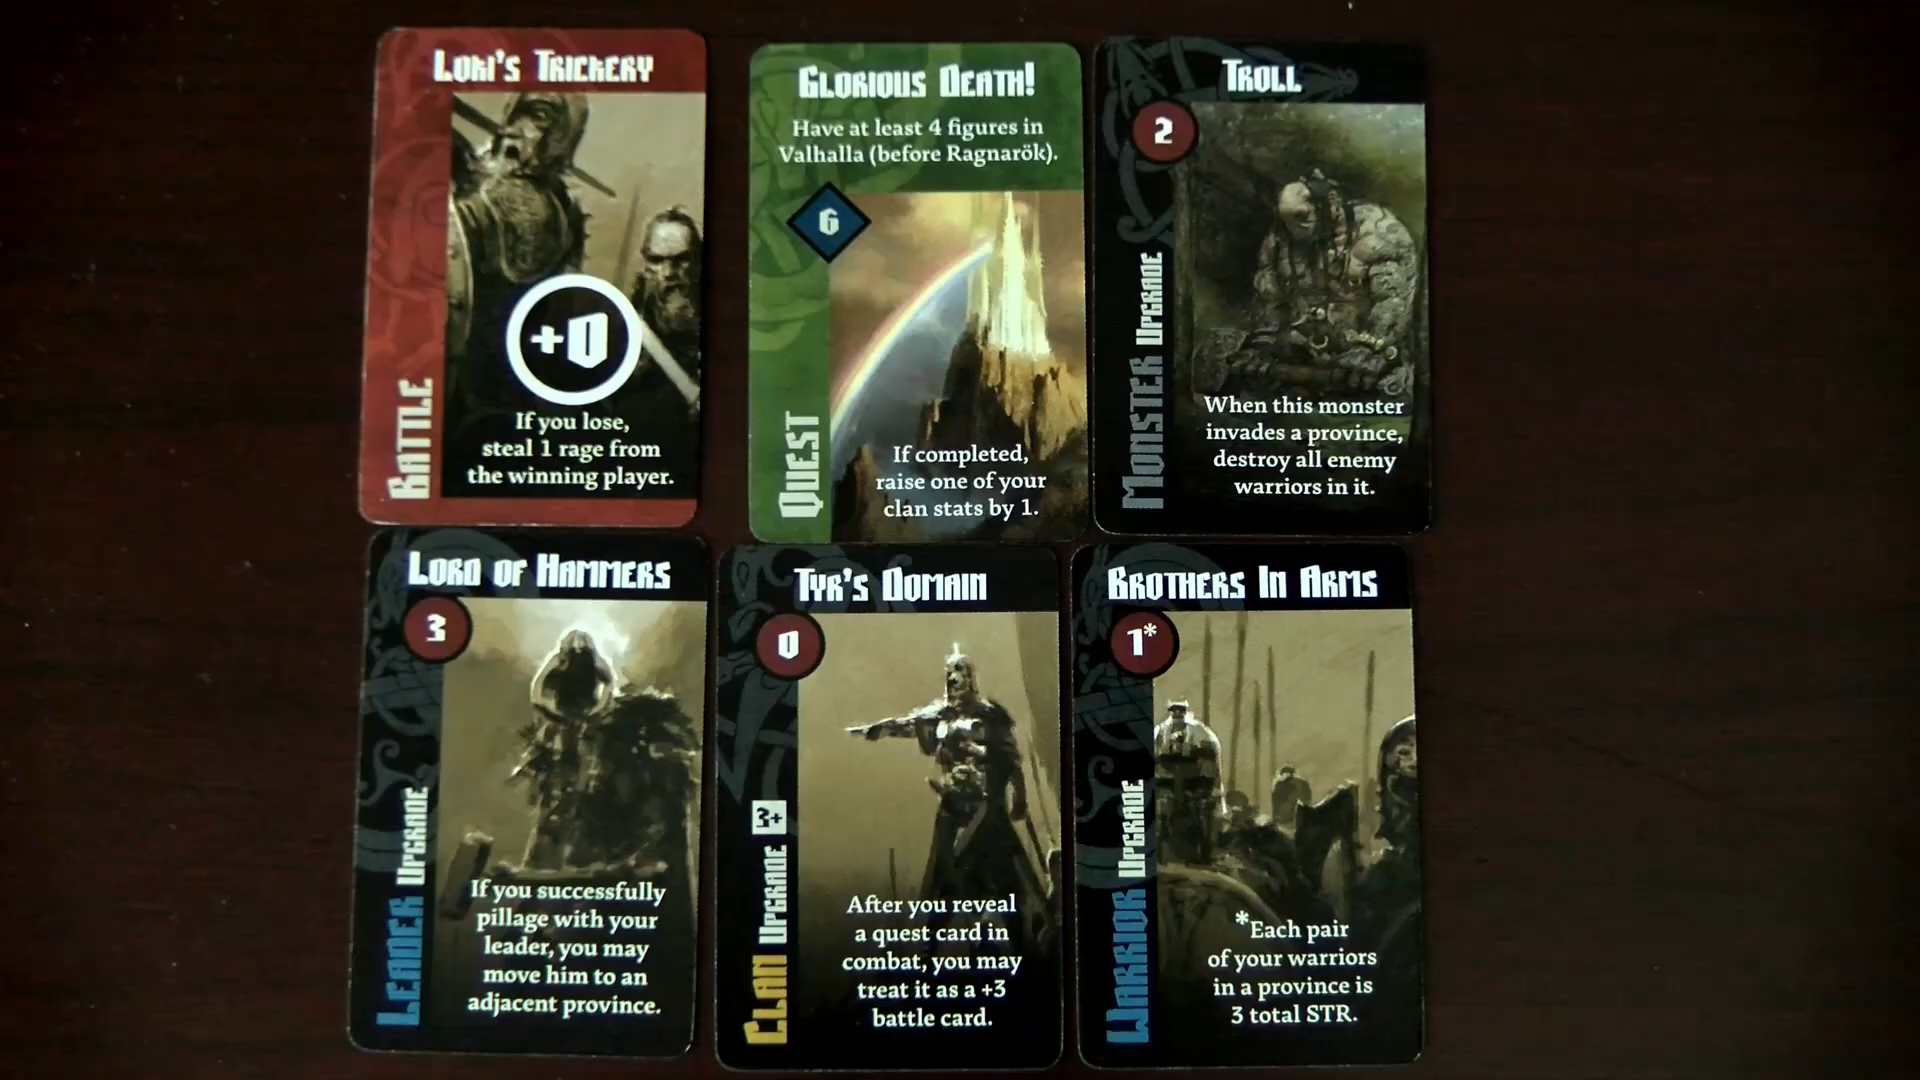 Loki's Trickery
+0
If you lose,
steal 1 rage from
the winning player.
Battle
Glorious Death!
Have at least 4 figures in
Valhalla (before Ragnarök).
6
If completed,
raise one of your
clan stats by 1.
Quest
Troll
2
When this monster
invades a province,
destroy all enemy
warriors in it.
Monster Upgrade
Lord of Hammers
3
If you successfully
pillage with your
leader, you may
move him to an
adjacent province.
Leader Upgrade
Tyr's Domain
0
After you reveal
a quest card in
combat, you may
treat it as a +3
battle card.
Clan Upgrade 3+
Brothers In Arms
1*
*Each pair
of your warriors
in a province is
3 total STR.
Warrior Upgrade